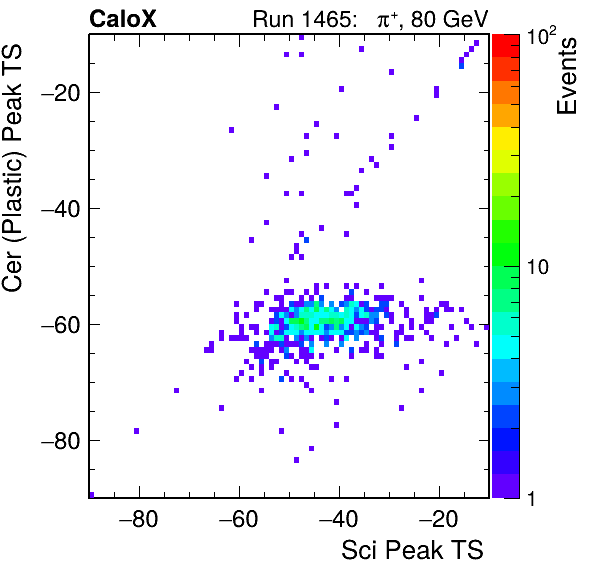 CaloX Run 1465: π⁺, 80 GeV
Cer (Plastic) Peak TS
−20
−40
−60
−80
−80 −60 −40 −20
Sci Peak TS
10²
10
1
Events